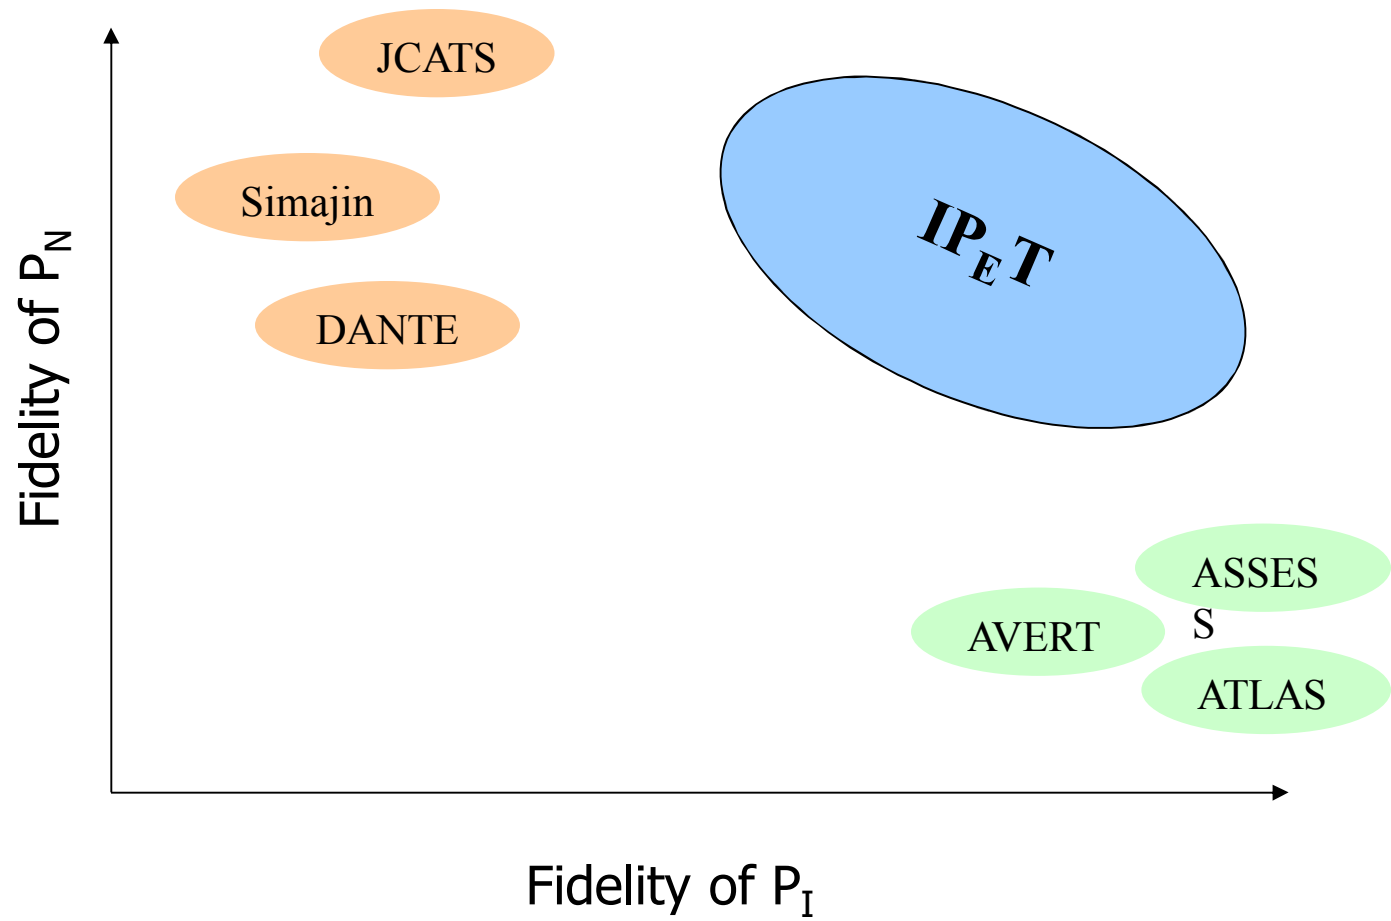 JCATS
Simajin
DANTE
IPET
Fidelity of PN
ASSES
S
AVERT
ATLAS
Fidelity of PI